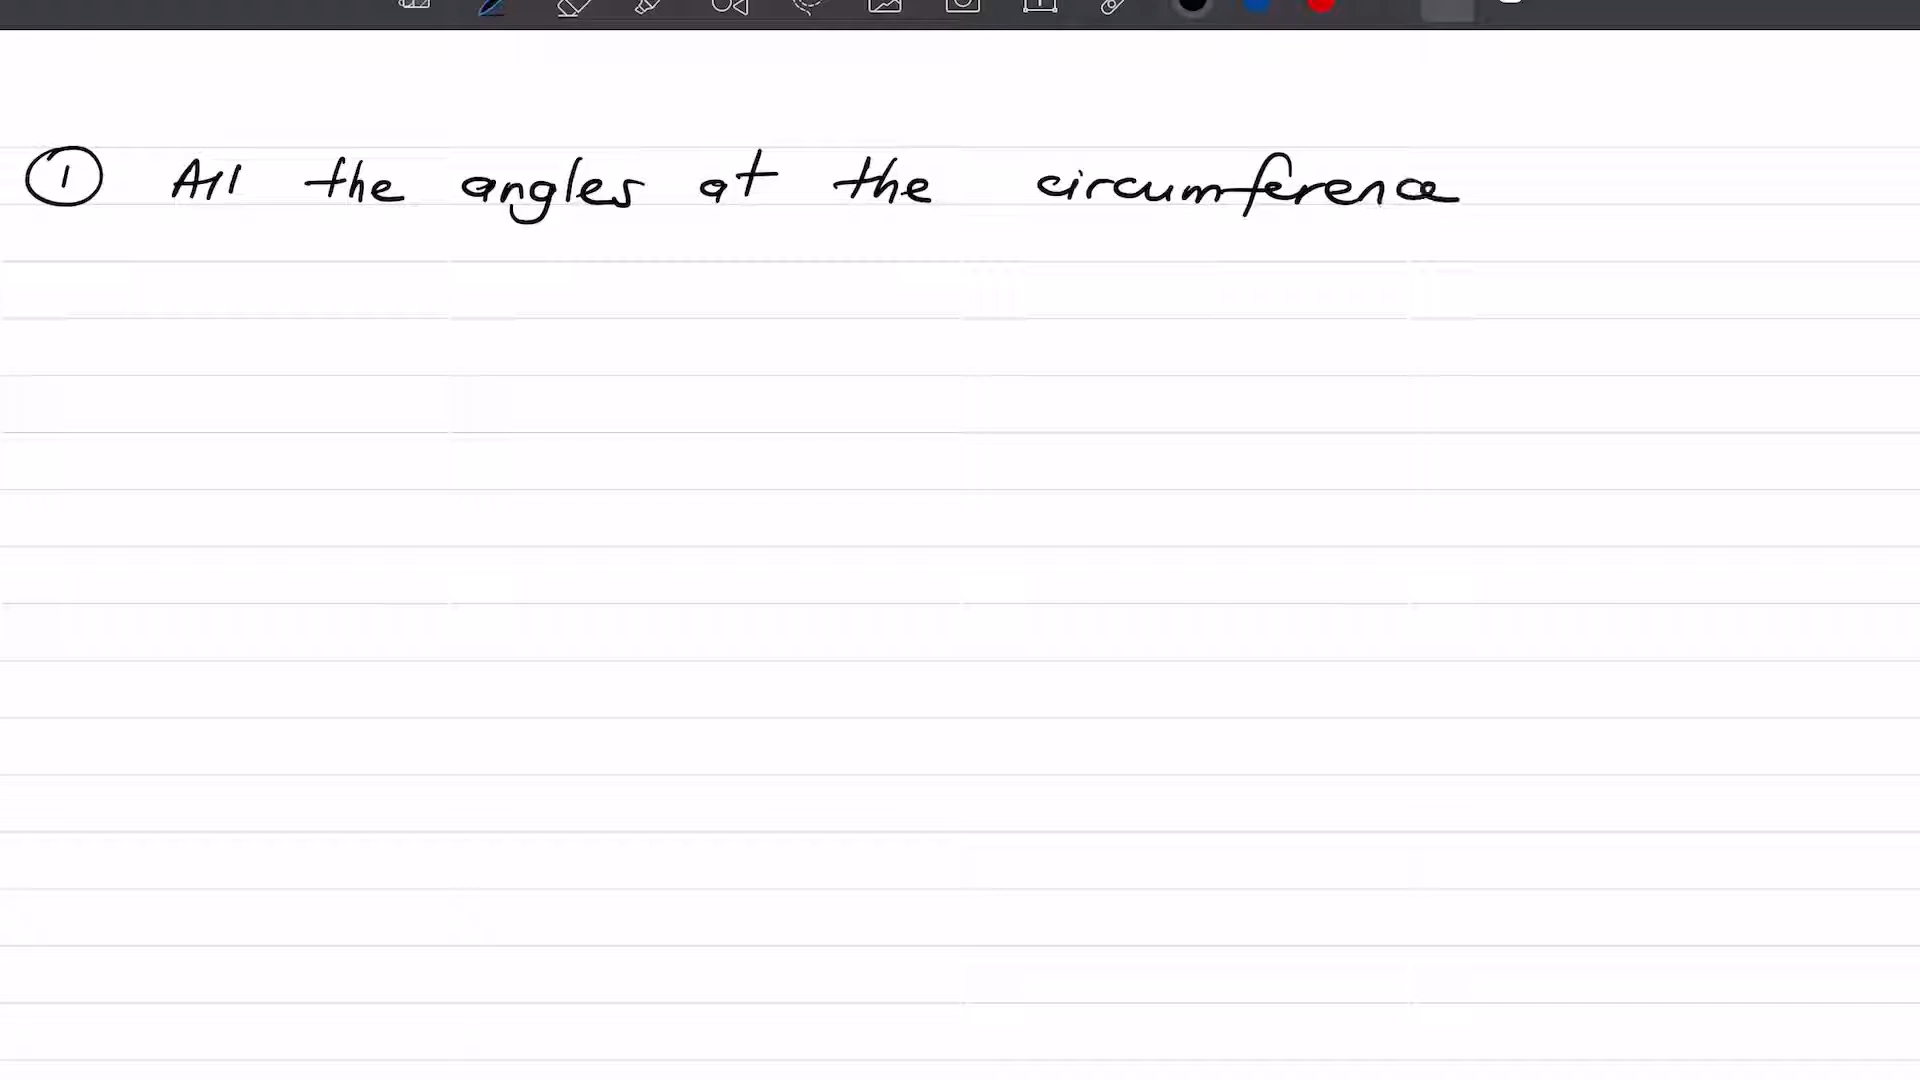 ① All the angles at the circumference